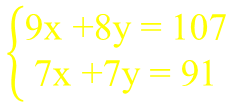 9x +8y = 107
7x +7y = 91